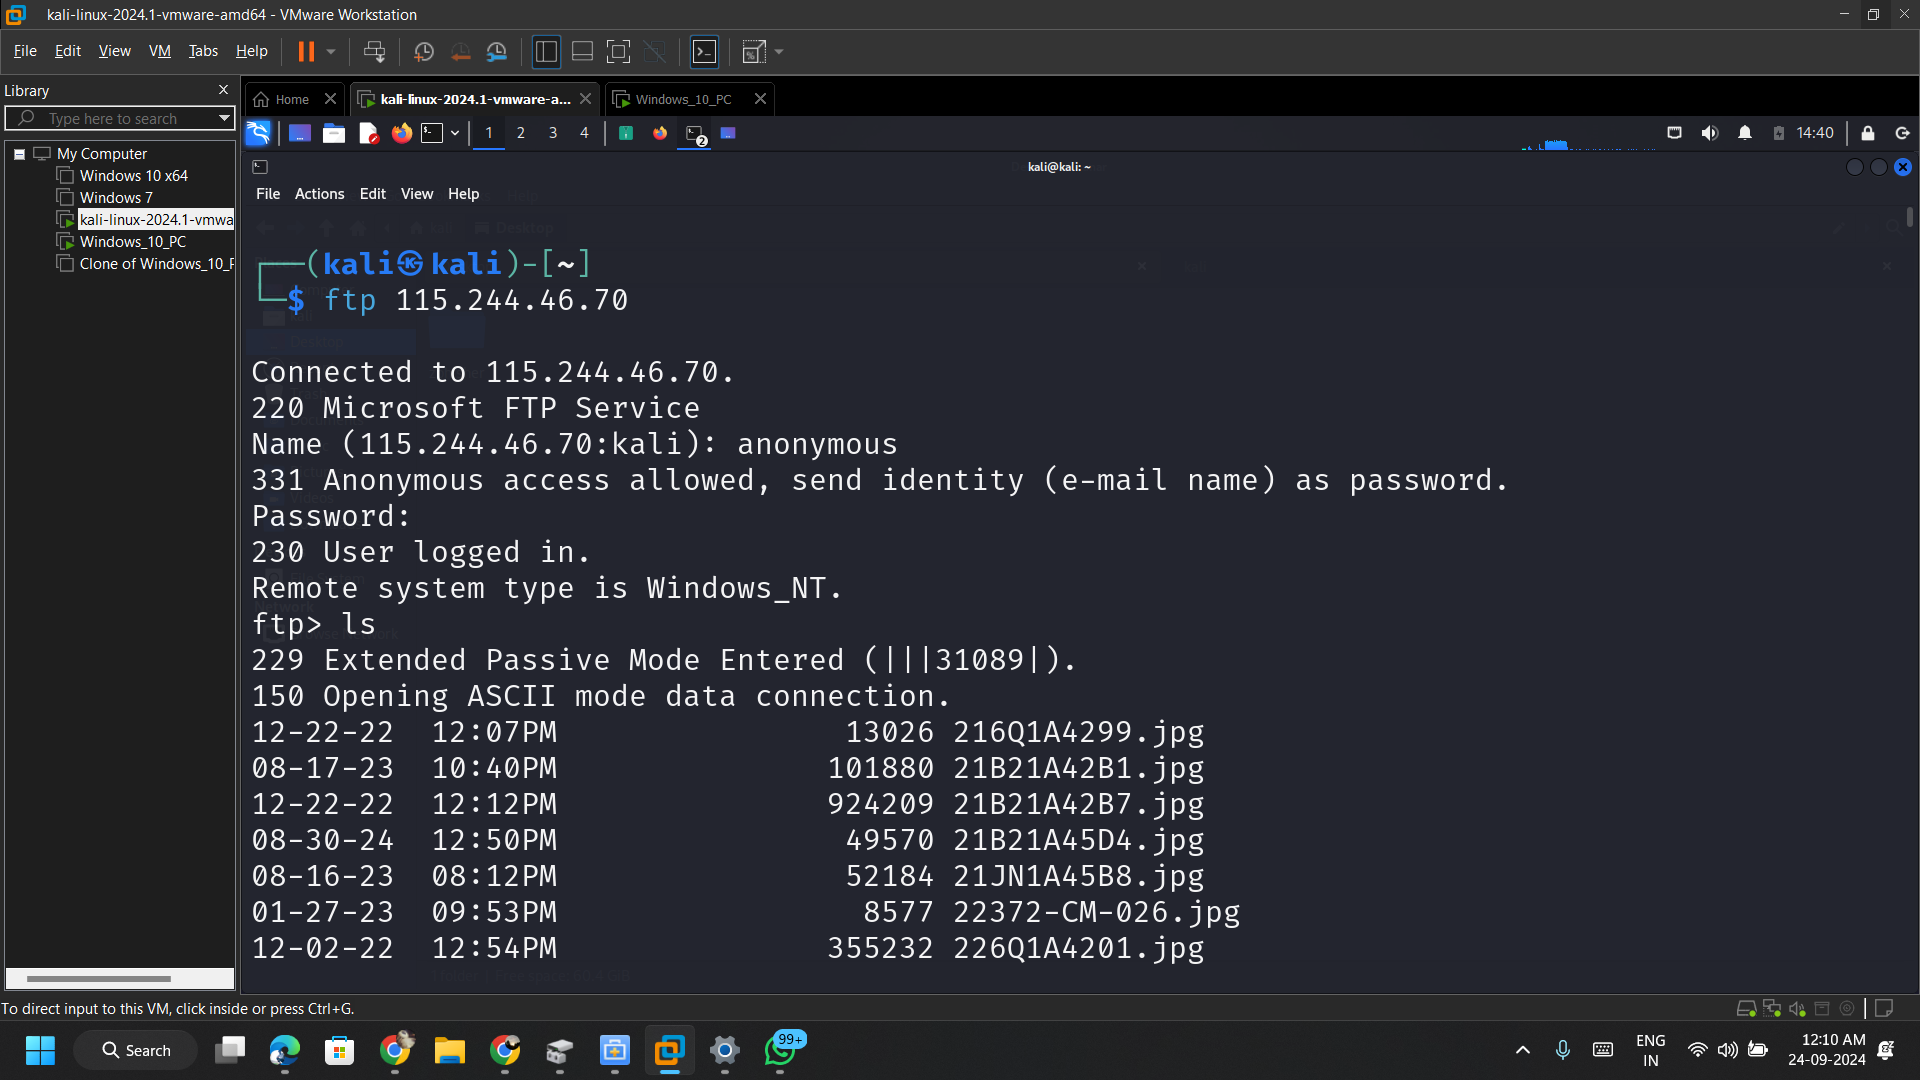 kali-linux-2024.1-vmware-amd64 - VMware Workstation
File Edit View VM Tabs Help
Library
Type here to search
My Computer
Windows 10 x64
Windows 7
kali-linux-2024.1-vmwa
Windows_10_PC
Clone of Windows_10_P
Home
kali-linux-2024.1-vmware-a...
Windows_10_PC
1 2 3 4
2
14:40
kali@kali: ~
File Actions Edit View Help
(kali㉿kali)-[~]
$ ftp 115.244.46.70
Connected to 115.244.46.70.
220 Microsoft FTP Service
Name (115.244.46.70:kali): anonymous
331 Anonymous access allowed, send identity (e-mail name) as password.
Password:
230 User logged in.
Remote system type is Windows_NT.
ftp> ls
229 Extended Passive Mode Entered (|||31089|).
150 Opening ASCII mode data connection.
12-22-22 12:07PM 13026 216Q1A4299.jpg
08-17-23 10:40PM 101880 21B21A42B1.jpg
12-22-22 12:12PM 924209 21B21A42B7.jpg
08-30-24 12:50PM 49570 21B21A45D4.jpg
08-16-23 08:12PM 52184 21JN1A45B8.jpg
01-27-23 09:53PM 8577 22372-CM-026.jpg
12-02-22 12:54PM 355232 226Q1A4201.jpg
To direct input to this VM, click inside or press Ctrl+G.
Search
99+
ENG
IN
12:10 AM
24-09-2024